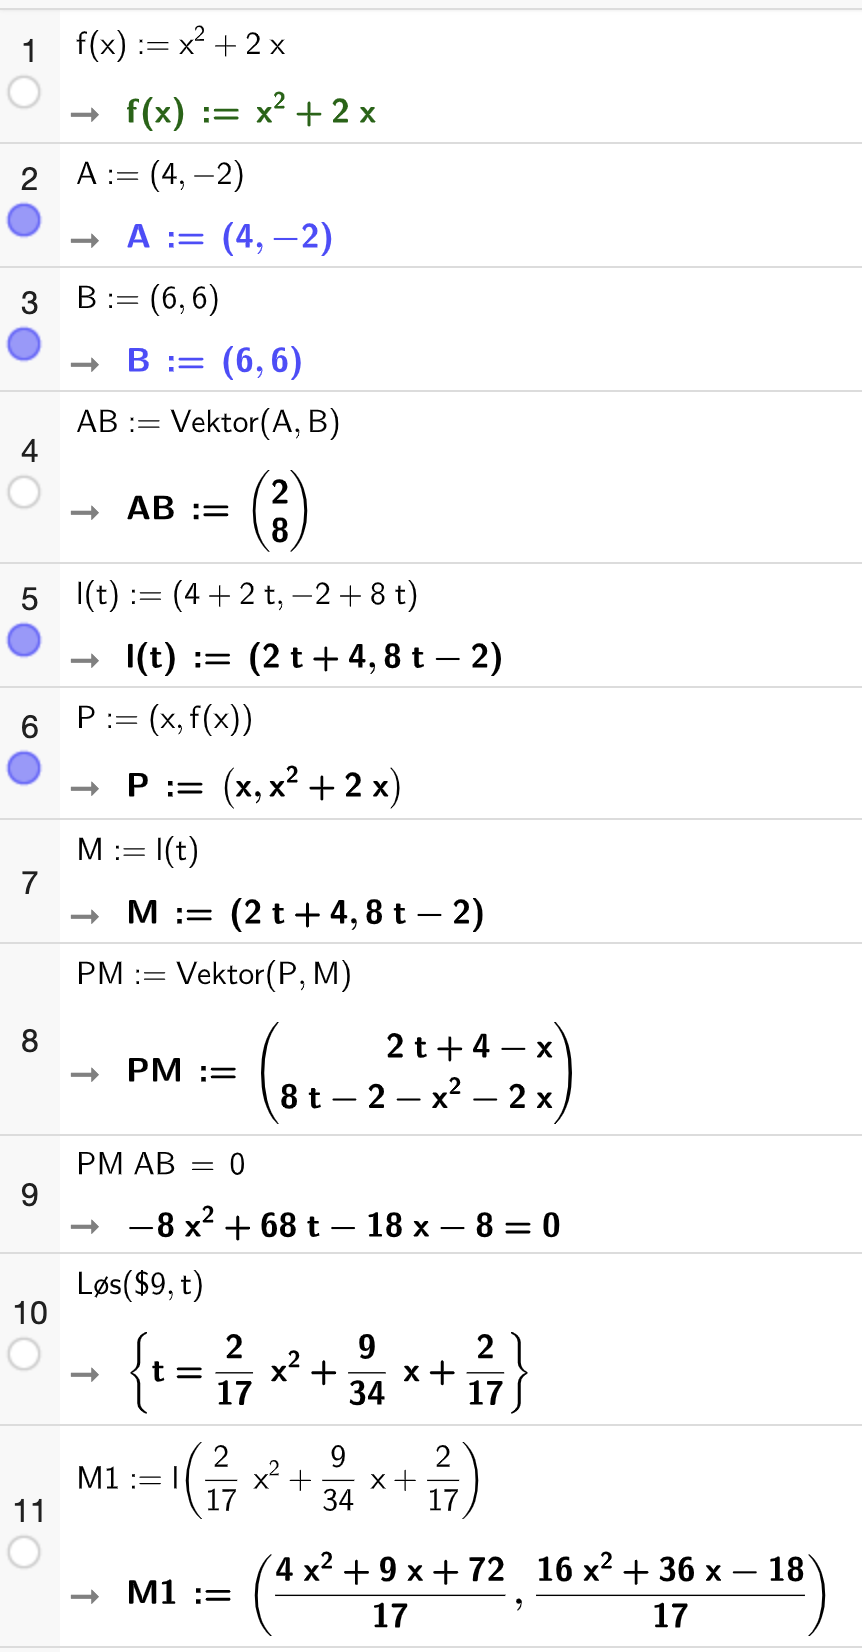 1 f(x) := x² + 2 x
→ f(x) := x² + 2 x
2 A := (4, −2)
→ A := (4, −2)
3 B := (6, 6)
→ B := (6, 6)
4 AB := Vektor(A, B)
→ AB := (2
8)
5 l(t) := (4 + 2 t, −2 + 8 t)
→ l(t) := (2 t + 4, 8 t − 2)
6 P := (x, f(x))
→ P := (x, x² + 2 x)
7 M := l(t)
→ M := (2 t + 4, 8 t − 2)
8 PM := Vektor(P, M)
→ PM := (2 t + 4 − x
8 t − 2 − x² − 2 x)
9 PM AB = 0
→ −8 x² + 68 t − 18 x − 8 = 0
10 Løs($9, t)
→ {t = 2/17 x² + 9/34 x + 2/17}
11 M1 := l(2/17 x² + 9/34 x + 2/17)
→ M1 := ((4 x² + 9 x + 72)/17, (16 x² + 36 x − 18)/17)